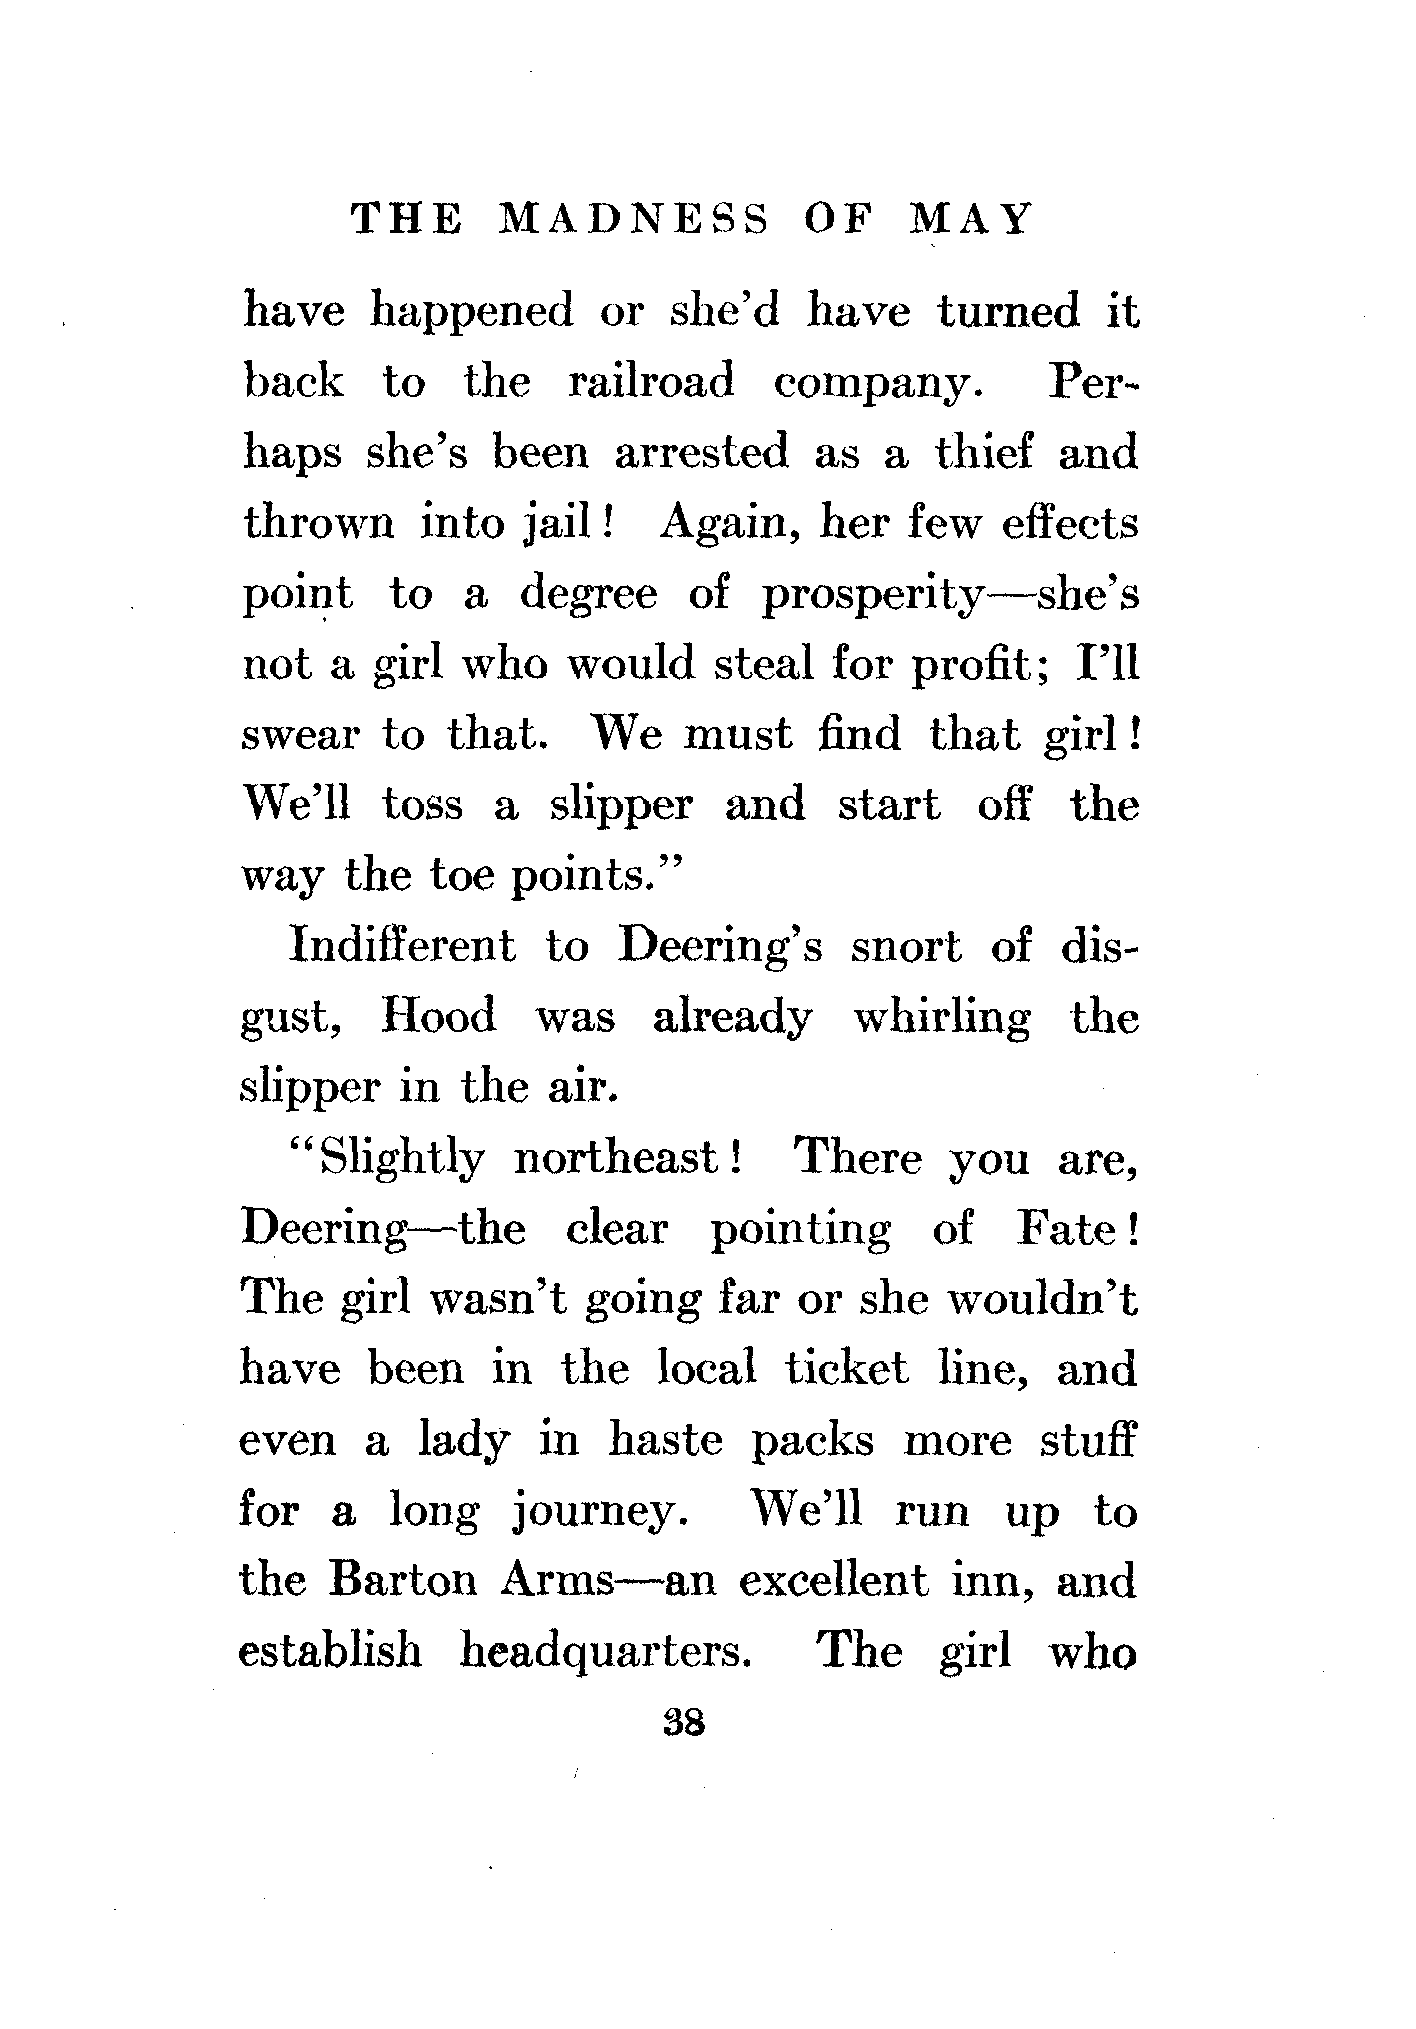 THE MADNESS OF MAY
have happened or she’d have turned it
back to the railroad company. Per-
haps she’s been arrested as a thief and
thrown into jail! Again, her few effects
point to a degree of prosperity—she’s
not a girl who would steal for profit; I’ll
swear to that. We must find that girl!
We’ll toss a slipper and start off the
way the toe points.”
Indifferent to Deering’s snort of dis-
gust, Hood was already whirling the
slipper in the air.
“Slightly northeast! There you are,
Deering—the clear pointing of Fate!
The girl wasn’t going far or she wouldn’t
have been in the local ticket line, and
even a lady in haste packs more stuff
for a long journey. We’ll run up to
the Barton Arms—an excellent inn, and
establish headquarters. The girl who
38